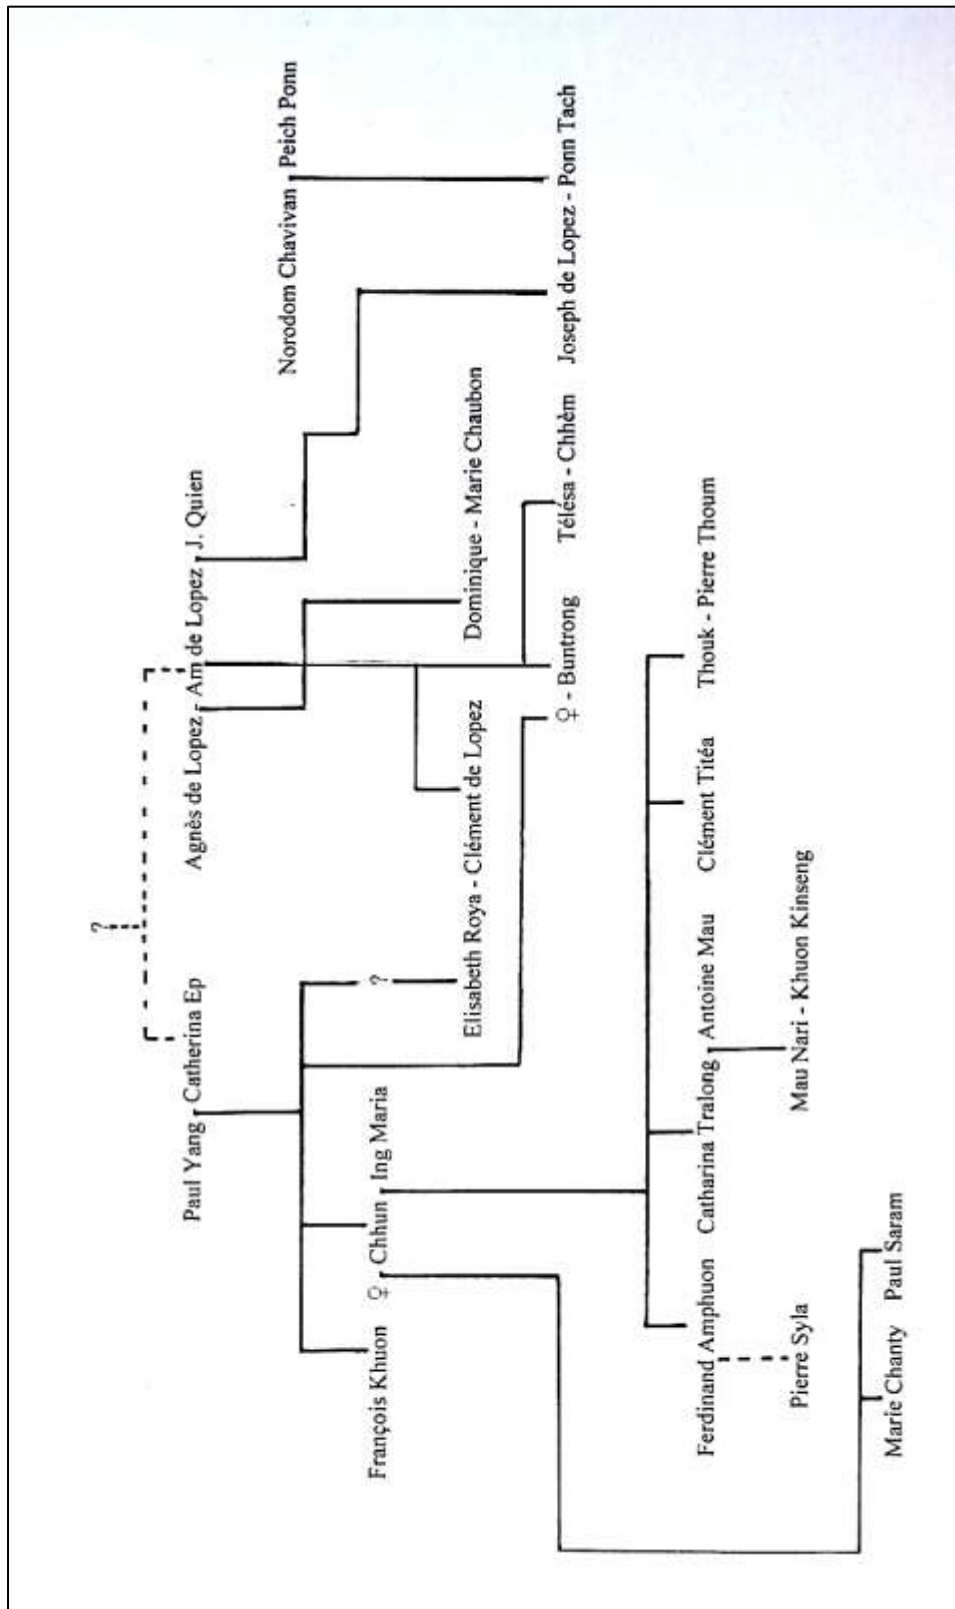 ?
Paul Yang - Catherina Ep   Agnès de Lopez - Am de Lopez - J. Quien
Norodom Chavivan - Peich Ponn
François Khuon   ♀ - Chhun - Ing Maria   ?
Elisabeth Roya - Clément de Lopez   Dominique - Marie Chaubon
♀ - Buntrong   Télésa - Chhèm   Joseph de Lopez - Ponn Tach
Ferdinand Amphuon   Catharina Tralong - Antoine Mau   Clément Titéa   Thouk - Pierre Thoum
Pierre Syla   Mau Nari - Khuon Kinseng
Marie Chanty   Paul Saram